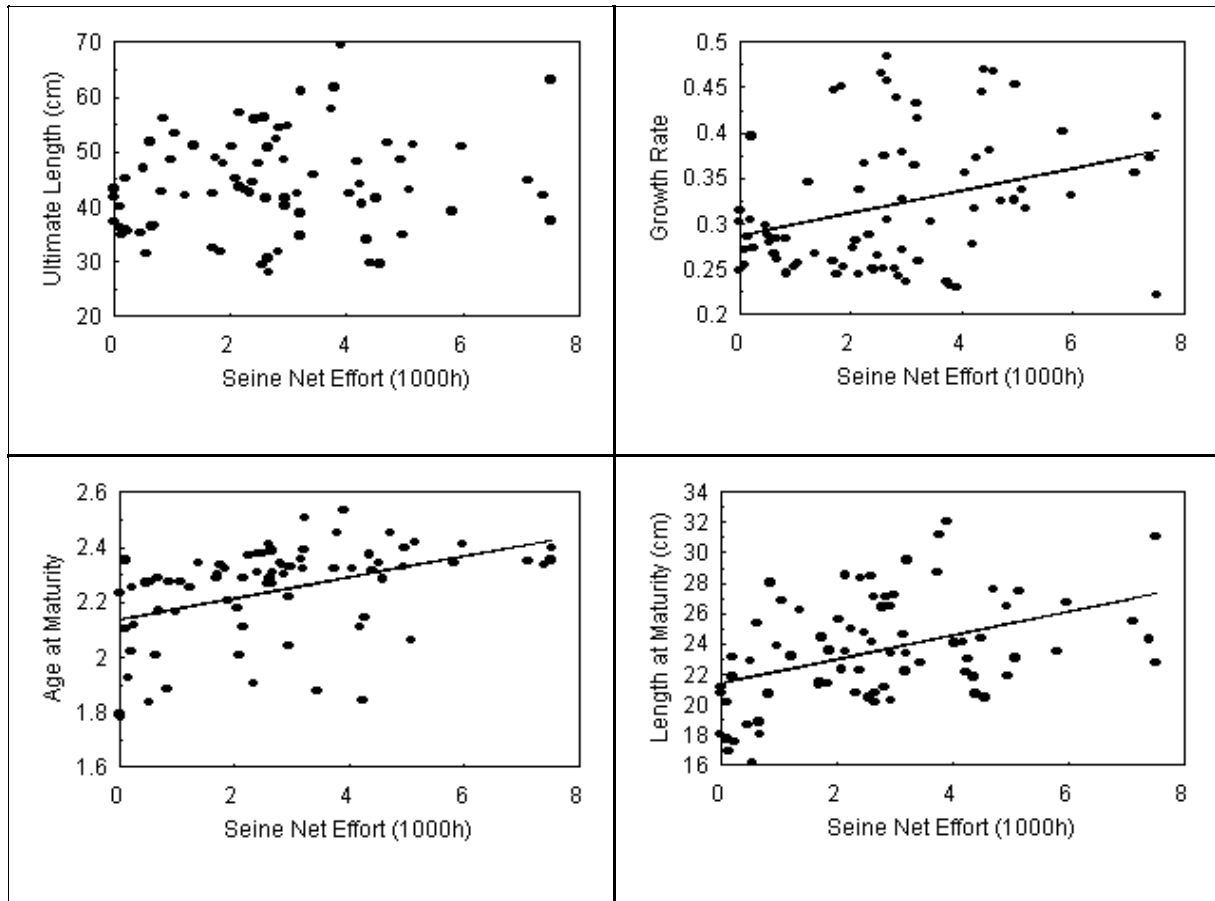 Ultimate Length (cm)
70
60
50
40
30
20
0 2 4 6 8
Seine Net Effort (1000h)
Growth Rate
0.5
0.45
0.4
0.35
0.3
0.25
0.2
0 2 4 6 8
Seine Net Effort (1000h)
Age at Maturity
2.6
2.4
2.2
2
1.8
1.6
0 2 4 6 8
Seine Net Effort (1000h)
Length at Maturity (cm)
34
32
30
28
26
24
22
20
18
16
0 2 4 6 8
Seine Net Effort (1000h)